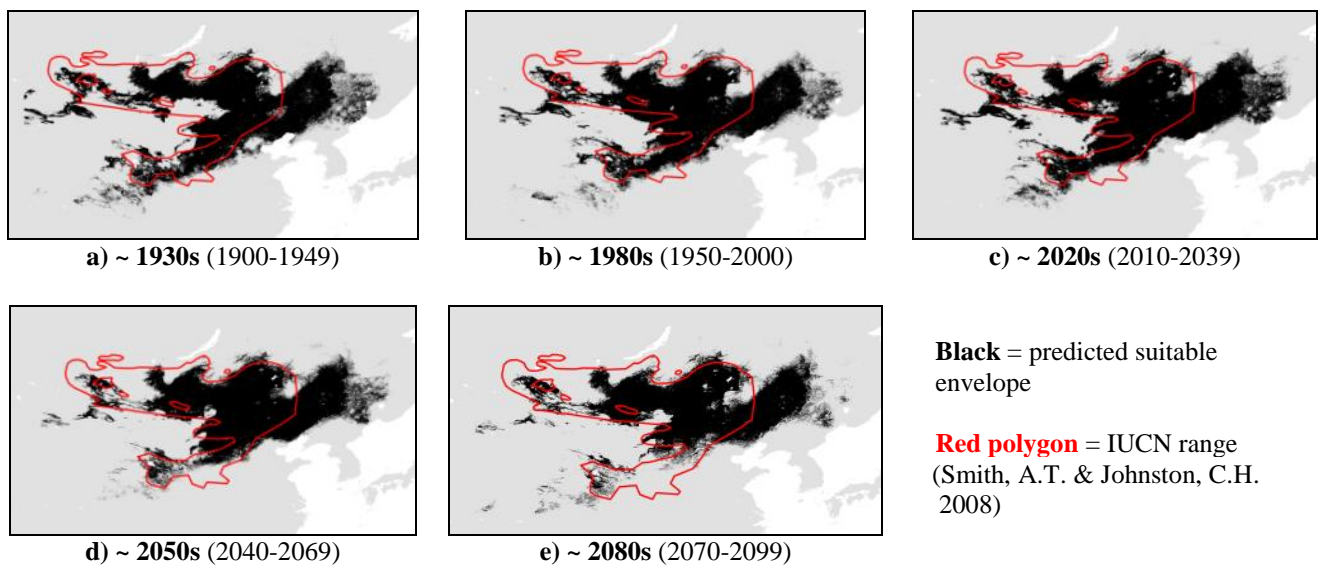 a) ~ 1930s (1900-1949)
b) ~ 1980s (1950-2000)
c) ~ 2020s (2010-2039)
d) ~ 2050s (2040-2069)
e) ~ 2080s (2070-2099)
Black = predicted suitable
envelope
Red polygon = IUCN range
(Smith, A.T. & Johnston, C.H.
2008)